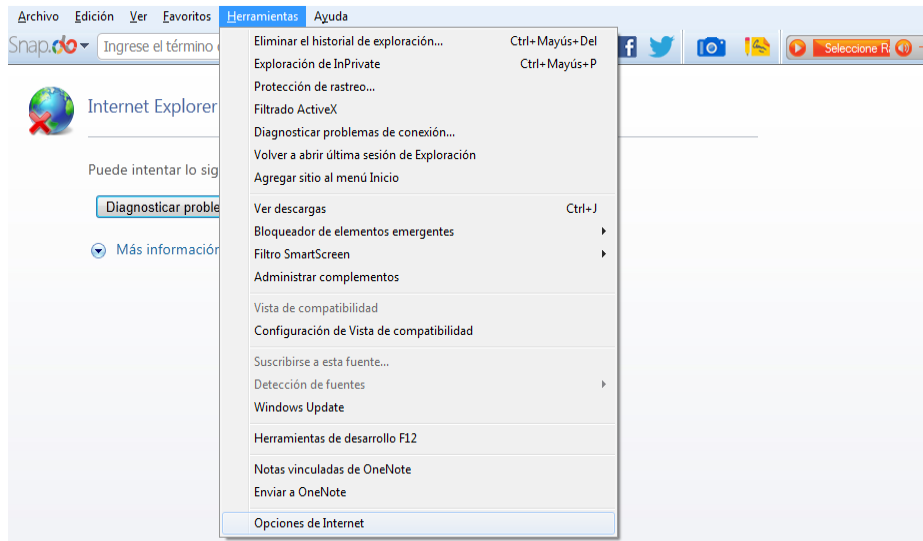 Archivo Edición Ver Favoritos Herramientas Ayuda
Snap.do Ingrese el término
Seleccione R
Internet Explorer
Puede intentar lo sig
Diagnosticar proble
Más información
Eliminar el historial de exploración... Ctrl+Mayús+Del
Exploración de InPrivate Ctrl+Mayús+P
Protección de rastreo...
Filtrado ActiveX
Diagnosticar problemas de conexión...
Volver a abrir última sesión de Exploración
Agregar sitio al menú Inicio
Ver descargas Ctrl+J
Bloqueador de elementos emergentes
Filtro SmartScreen
Administrar complementos
Vista de compatibilidad
Configuración de Vista de compatibilidad
Suscribirse a esta fuente...
Detección de fuentes
Windows Update
Herramientas de desarrollo F12
Notas vinculadas de OneNote
Enviar a OneNote
Opciones de Internet